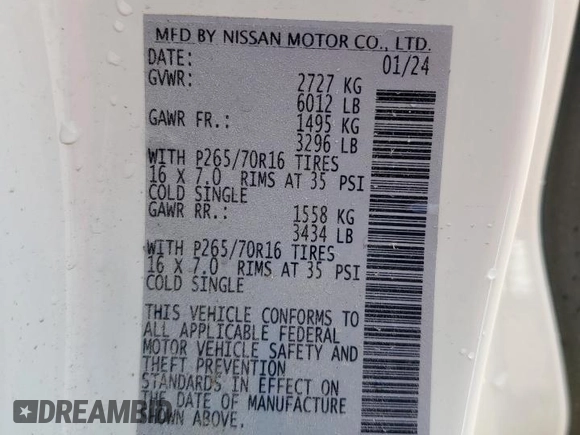 MFD BY NISSAN MOTOR CO., LTD.
DATE: 01/24
GVWR: 2727 KG
6012 LB
GAWR FR.: 1495 KG
3296 LB
WITH P265/70R16 TIRES
16 X 7.0 RIMS AT 35 PSI
COLD SINGLE
GAWR RR.: 1558 KG
3434 LB
WITH P265/70R16 TIRES
16 X 7.0 RIMS AT 35 PSI
COLD SINGLE
THIS VEHICLE CONFORMS TO
ALL APPLICABLE FEDERAL
MOTOR VEHICLE SAFETY AND
THEFT PREVENTION
STANDARDS IN EFFECT ON
THE DATE OF MANUFACTURE
SHOWN ABOVE.
DREAMBID